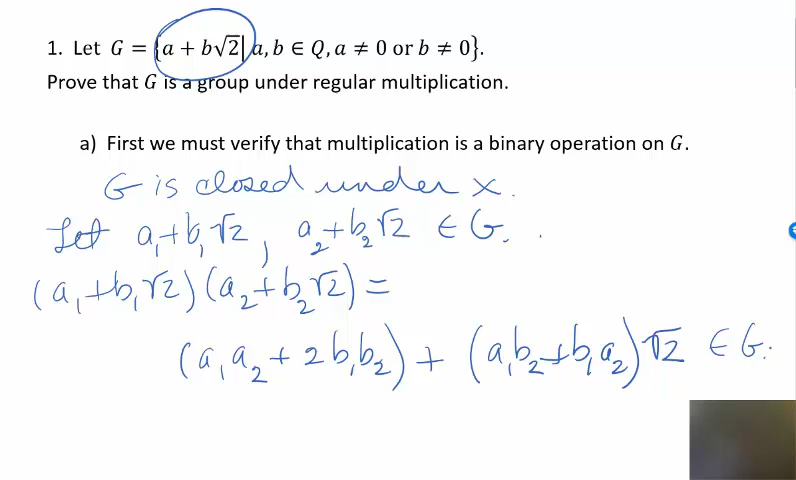 1. Let G = {a + b√2| a, b ∈ Q, a ≠ 0 or b ≠ 0}.
Prove that G is a group under regular multiplication.
a) First we must verify that multiplication is a binary operation on G.
G is closed under ×.
Let a₁+b₁√2, a₂+b₂√2 ∈ G.
(a₁+b₁√2)(a₂+b₂√2) =
(a₁a₂ + 2b₁b₂) + (a₁b₂+b₁a₂)√2 ∈ G.